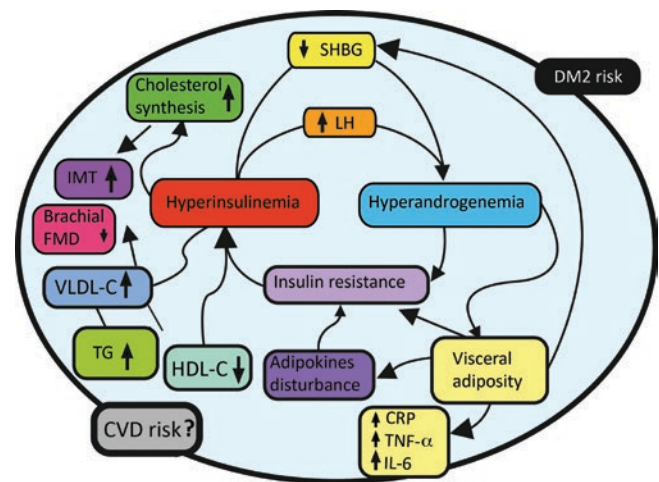 SHBG
DM2 risk
Cholesterol
synthesis
LH
IMT
Hyperinsulinemia
Hyperandrogenemia
Brachial
FMD
VLDL-C
Insulin resistance
TG
HDL-C
Adipokines
disturbance
Visceral
adiposity
CVD risk?
CRP
TNF-α
IL-6